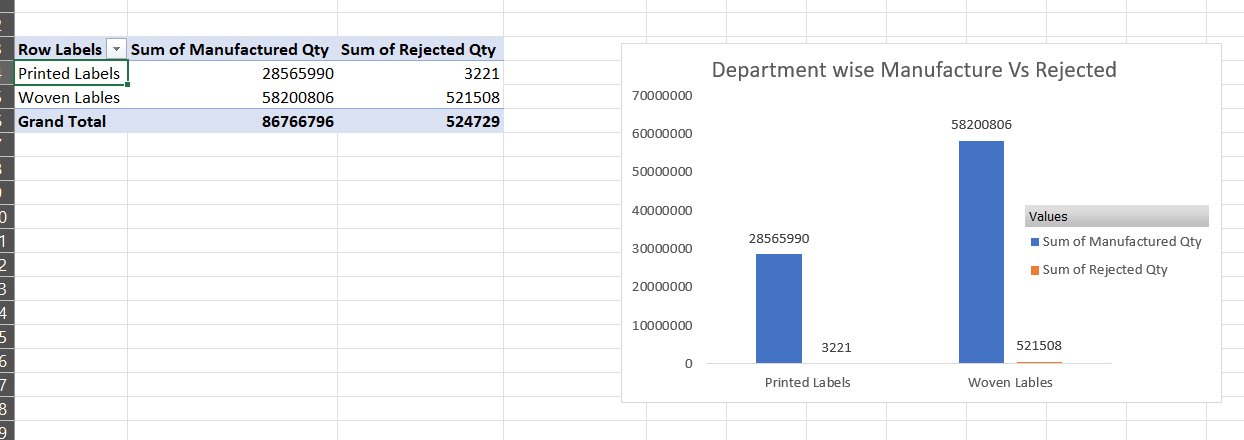 Row Labels Sum of Manufactured Qty Sum of Rejected Qty
Printed Labels 28565990 3221
Woven Lables 58200806 521508
Grand Total 86766796 524729
Department wise Manufacture Vs Rejected
70000000
60000000
50000000
40000000
30000000
20000000
10000000
0
58200806
28565990
3221
521508
Printed Labels Woven Lables
Values
Sum of Manufactured Qty
Sum of Rejected Qty